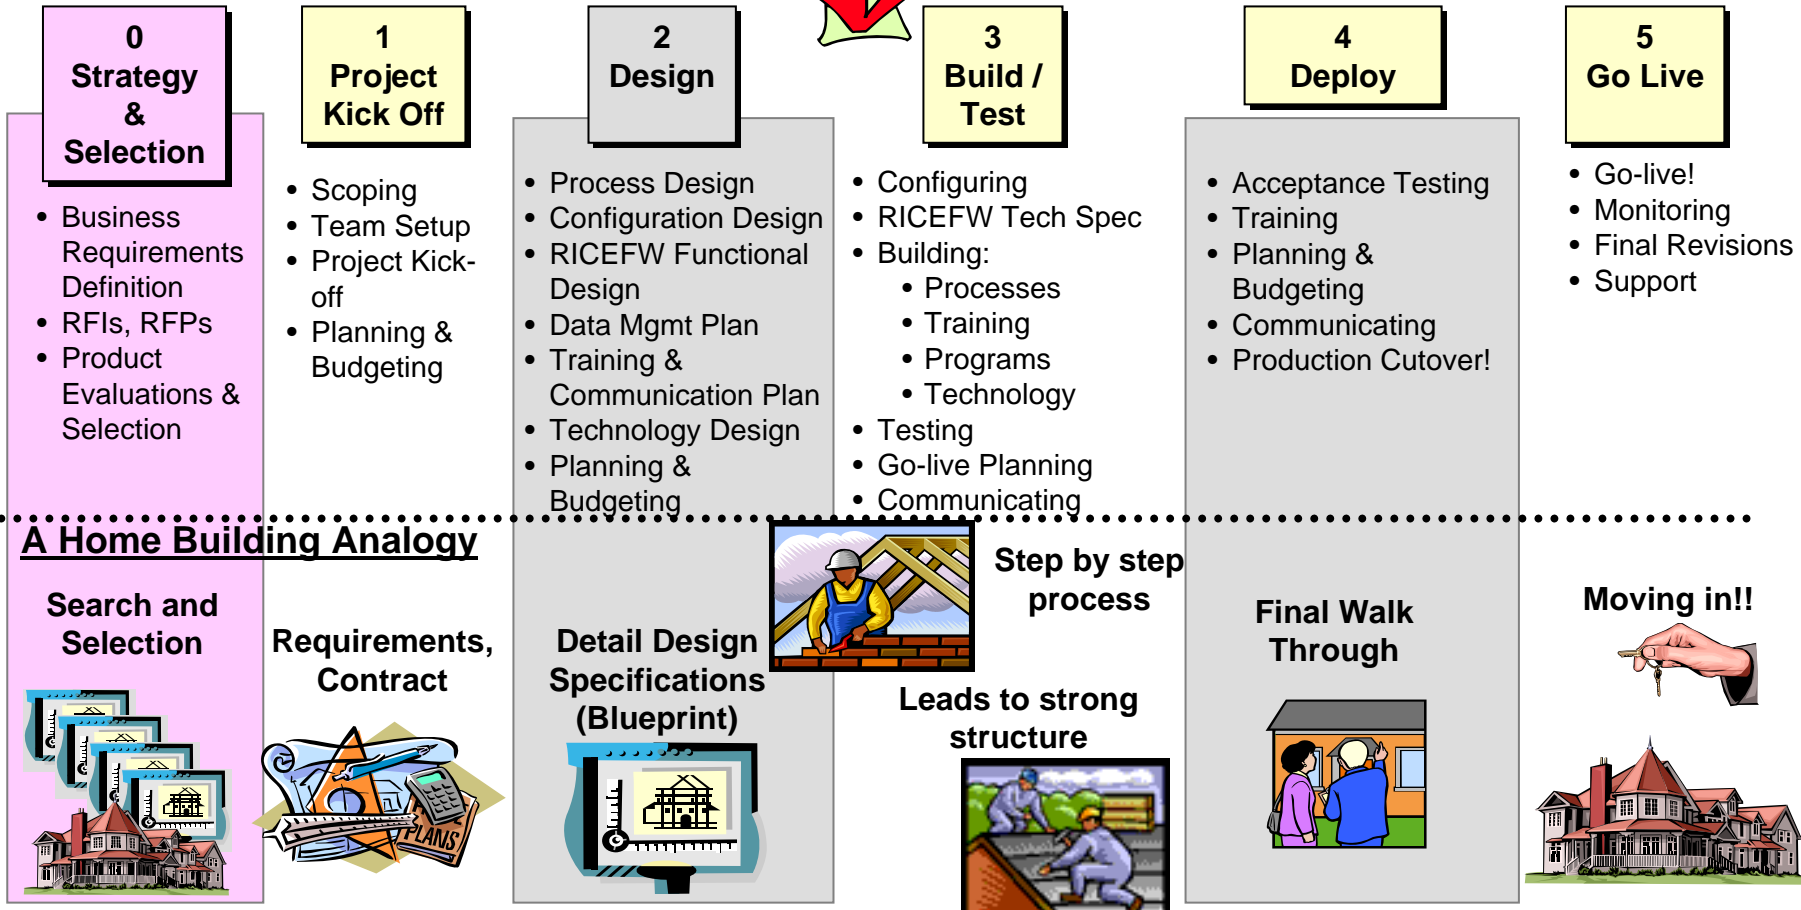 0
Strategy
&
Selection
• Business
Requirements
Definition
• RFIs, RFPs
• Product
Evaluations &
Selection
1
Project
Kick Off
• Scoping
• Team Setup
• Project Kick-
off
• Planning &
Budgeting
2
Design
• Process Design
• Configuration Design
• RICEFW Functional
Design
• Data Mgmt Plan
• Training &
Communication Plan
• Technology Design
• Planning &
Budgeting
3
Build /
Test
• Configuring
• RICEFW Tech Spec
• Building:
• Processes
• Training
• Programs
• Technology
• Testing
• Go-live Planning
• Communicating
4
Deploy
• Acceptance Testing
• Training
• Planning &
Budgeting
• Communicating
• Production Cutover!
5
Go Live
• Go-live!
• Monitoring
• Final Revisions
• Support
A Home Building Analogy
Search and
Selection
Requirements,
Contract
PLANS
Detail Design
Specifications
(Blueprint)
Step by step
process
Leads to strong
structure
Final Walk
Through
Moving in!!